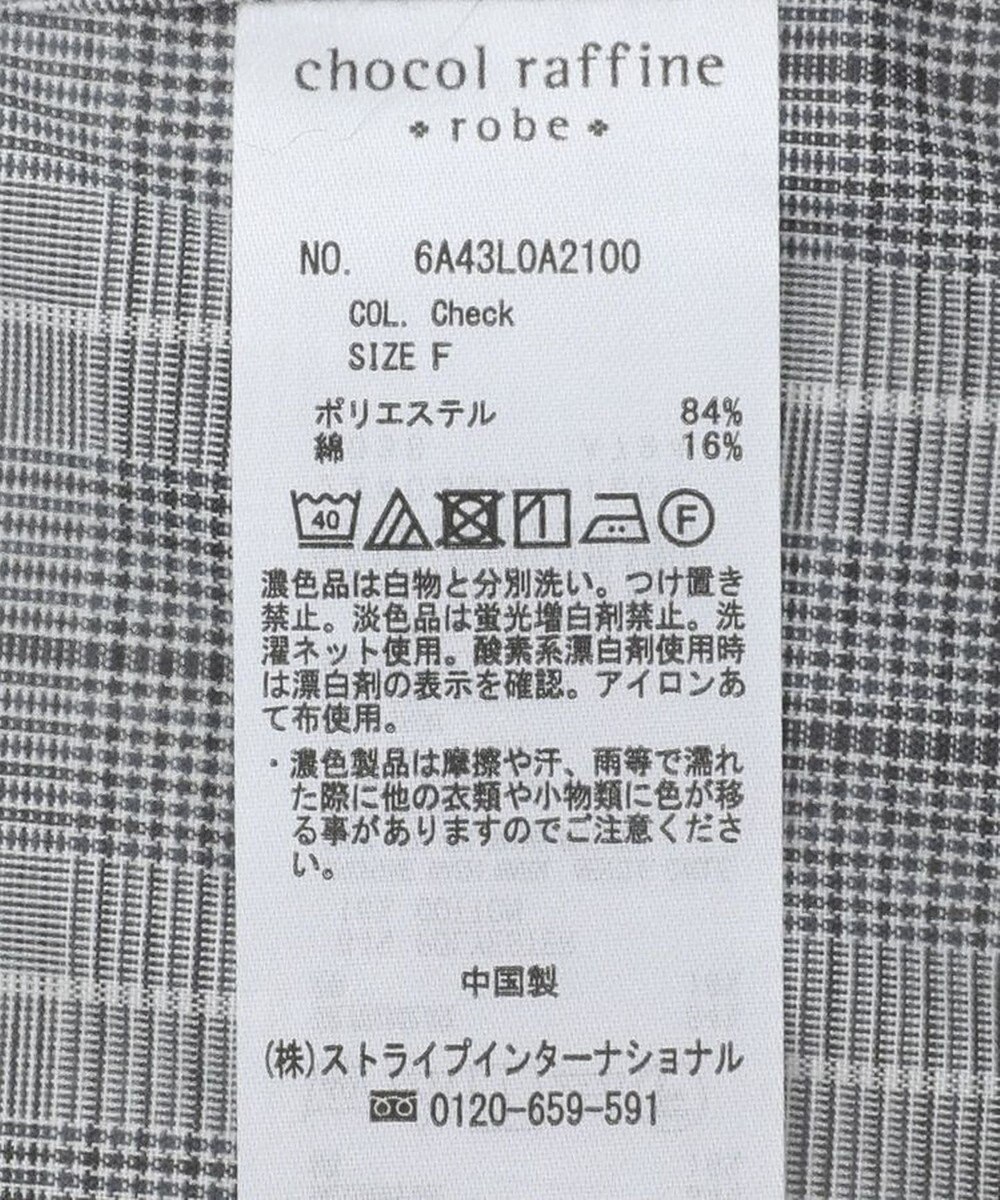 chocol raffine
robe
NO. 6A43L0A2100
COL. Check
SIZE F
ポリエステル 84%
綿 16%
40 F
濃色品は白物と分別洗い。つけ置き
禁止。淡色品は蛍光増白剤禁止。洗
濯ネット使用。酸素系漂白剤使用時
は漂白剤の表示を確認。アイロンあ
て布使用。
・濃色製品は摩擦や汗、雨等で濡れ
た際に他の衣類や小物類に色が移
る事がありますのでご注意くださ
い。
中国製
(株)ストライプインターナショナル
0120-659-591